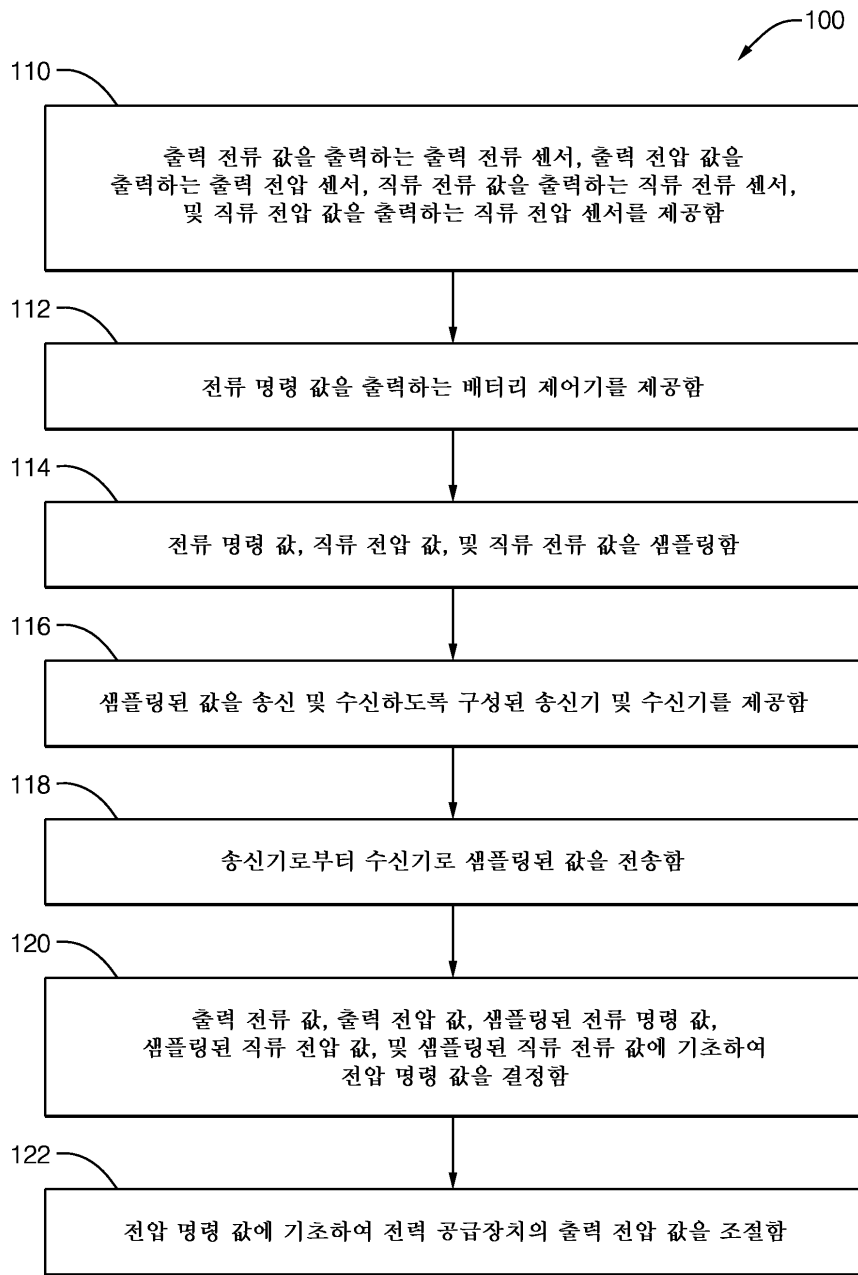 100
110
출력 전류 값을 출력하는 출력 전류 센서, 출력 전압 값을
출력하는 출력 전압 센서, 직류 전류 값을 출력하는 직류 전류 센서,
및 직류 전압 값을 출력하는 직류 전압 센서를 제공함
112
전류 명령 값을 출력하는 배터리 제어기를 제공함
114
전류 명령 값, 직류 전압 값, 및 직류 전류 값을 샘플링함
116
샘플링된 값을 송신 및 수신하도록 구성된 송신기 및 수신기를 제공함
118
송신기로부터 수신기로 샘플링된 값을 전송함
120
출력 전류 값, 출력 전압 값, 샘플링된 전류 명령 값,
샘플링된 직류 전압 값, 및 샘플링된 직류 전류 값에 기초하여
전압 명령 값을 결정함
122
전압 명령 값에 기초하여 전력 공급장치의 출력 전압 값을 조절함